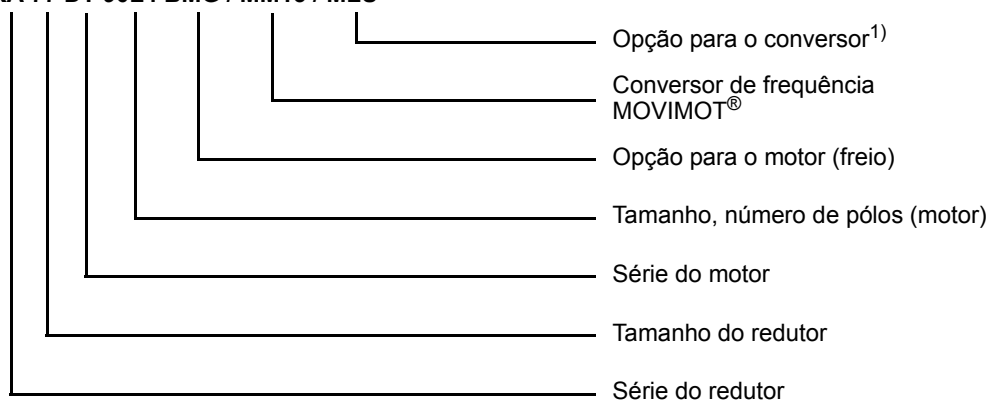 Opção para o conversor1)
Conversor de frequência
MOVIMOT®
Opção para o motor (freio)
Tamanho, número de pólos (motor)
Série do motor
Tamanho do redutor
Série do redutor